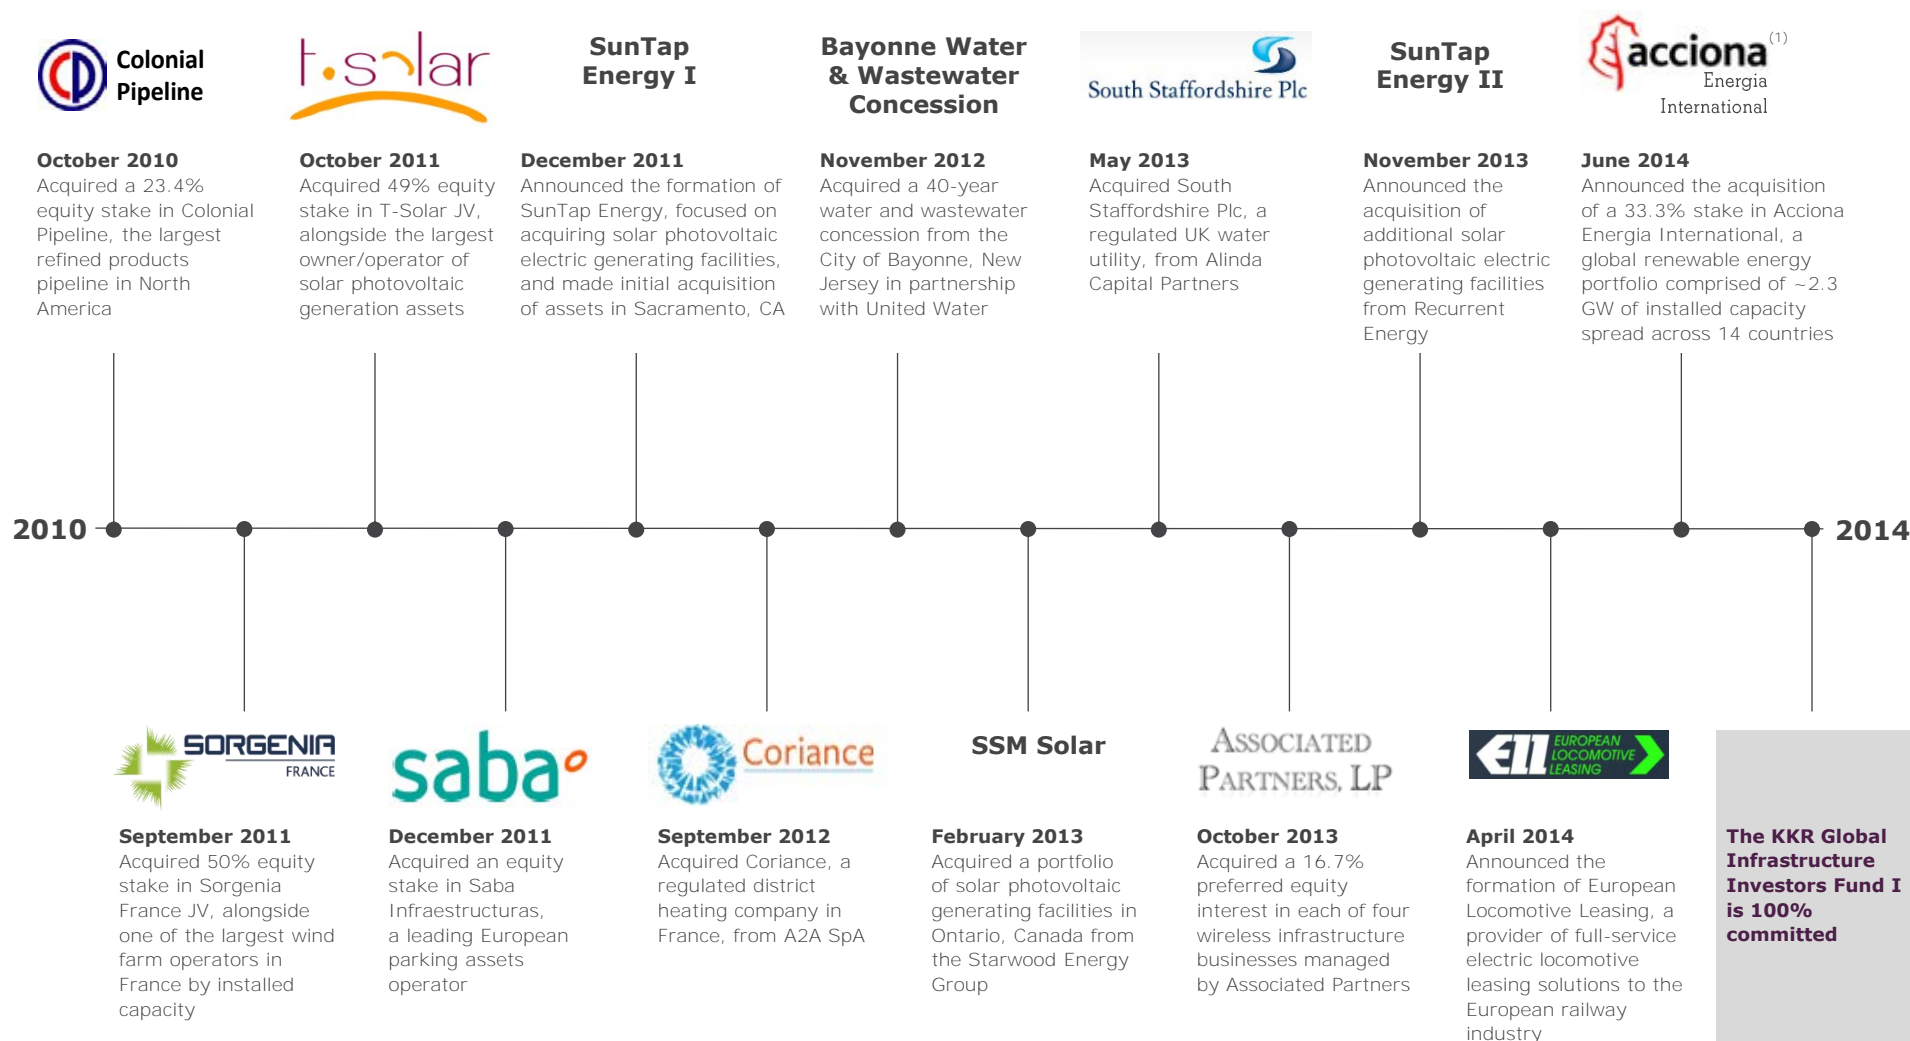 Colonial
Pipeline
October 2010
Acquired a 23.4%
equity stake in Colonial
Pipeline, the largest
refined products
pipeline in North
America
t·solar
October 2011
Acquired 49% equity
stake in T-Solar JV,
alongside the largest
owner/operator of
solar photovoltaic
generation assets
SunTap
Energy I
December 2011
Announced the formation of
SunTap Energy, focused on
acquiring solar photovoltaic
electric generating facilities,
and made initial acquisition
of assets in Sacramento, CA
Bayonne Water
& Wastewater
Concession
November 2012
Acquired a 40-year
water and wastewater
concession from the
City of Bayonne, New
Jersey in partnership
with United Water
South Staffordshire Plc
May 2013
Acquired South
Staffordshire Plc, a
regulated UK water
utility, from Alinda
Capital Partners
SunTap
Energy II
November 2013
Announced the
acquisition of
additional solar
photovoltaic electric
generating facilities
from Recurrent
Energy
acciona (1)
Energia
International
June 2014
Announced the acquisition
of a 33.3% stake in Acciona
Energia International, a
global renewable energy
portfolio comprised of ~2.3
GW of installed capacity
spread across 14 countries
2010
2014
SORGENIA
FRANCE
September 2011
Acquired 50% equity
stake in Sorgenia
France JV, alongside
one of the largest wind
farm operators in
France by installed
capacity
saba
December 2011
Acquired an equity
stake in Saba
Infraestructuras,
a leading European
parking assets
operator
Coriance
September 2012
Acquired Coriance, a
regulated district
heating company in
France, from A2A SpA
SSM Solar
February 2013
Acquired a portfolio
of solar photovoltaic
generating facilities in
Ontario, Canada from
the Starwood Energy
Group
ASSOCIATED
PARTNERS, LP
October 2013
Acquired a 16.7%
preferred equity
interest in each of four
wireless infrastructure
businesses managed
by Associated Partners
Ell
EUROPEAN
LOCOMOTIVE
LEASING
April 2014
Announced the
formation of European
Locomotive Leasing, a
provider of full-service
electric locomotive
leasing solutions to the
European railway
industry
The KKR Global
Infrastructure
Investors Fund I
is 100%
committed